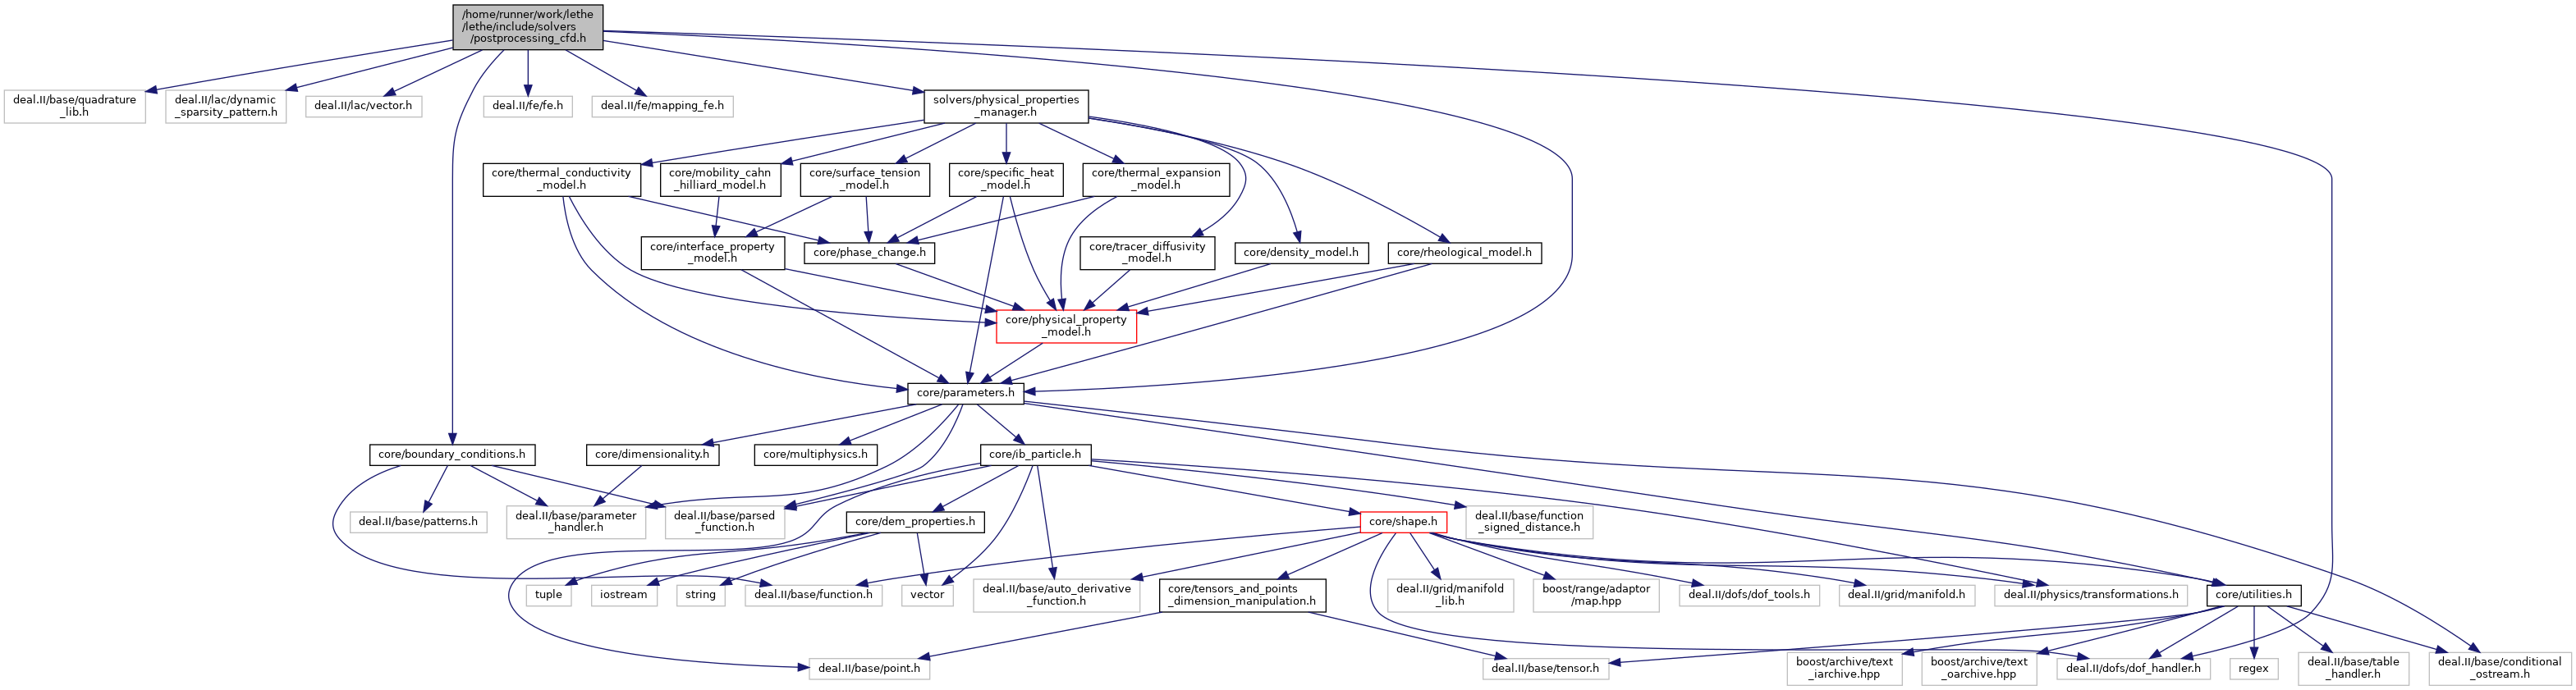 /home/runner/work/lethe
/lethe/include/solvers
/postprocessing_cfd.h
deal.II/base/quadrature
_lib.h
deal.II/lac/dynamic
_sparsity_pattern.h
deal.II/lac/vector.h
deal.II/fe/fe.h
deal.II/fe/mapping_fe.h
solvers/physical_properties
_manager.h
core/thermal_conductivity
_model.h
core/mobility_cahn
_hilliard_model.h
core/surface_tension
_model.h
core/specific_heat
_model.h
core/thermal_expansion
_model.h
core/interface_property
_model.h
core/phase_change.h
core/tracer_diffusivity
_model.h
core/density_model.h
core/rheological_model.h
core/physical_property
_model.h
core/parameters.h
core/boundary_conditions.h
core/dimensionality.h
core/multiphysics.h
core/ib_particle.h
deal.II/base/patterns.h
deal.II/base/parameter
_handler.h
deal.II/base/parsed
_function.h
core/dem_properties.h
core/shape.h
deal.II/base/function
_signed_distance.h
tuple
iostream
string
deal.II/base/function.h
vector
deal.II/base/auto_derivative
_function.h
core/tensors_and_points
_dimension_manipulation.h
deal.II/grid/manifold
_lib.h
boost/range/adaptor
/map.hpp
deal.II/dofs/dof_tools.h
deal.II/grid/manifold.h
deal.II/physics/transformations.h
core/utilities.h
deal.II/base/point.h
deal.II/base/tensor.h
boost/archive/text
_iarchive.hpp
boost/archive/text
_oarchive.hpp
deal.II/dofs/dof_handler.h
regex
deal.II/base/table
_handler.h
deal.II/base/conditional
_ostream.h